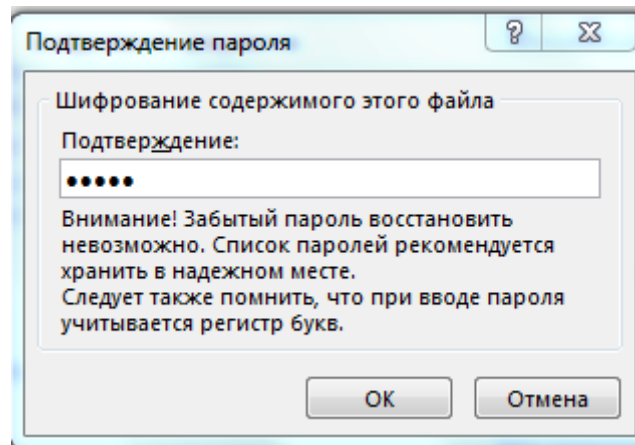 Подтверждение пароля
Шифрование содержимого этого файла
Подтверждение:
●●●●●
Внимание! Забытый пароль восстановить
невозможно. Список паролей рекомендуется
хранить в надежном месте.
Следует также помнить, что при вводе пароля
учитывается регистр букв.
ОК
Отмена